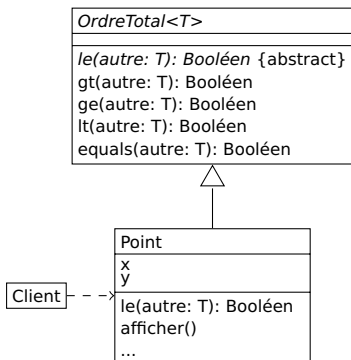 OrdreTotal<T>
le(autre: T): Booléen {abstract}
gt(autre: T): Booléen
ge(autre: T): Booléen
lt(autre: T): Booléen
equals(autre: T): Booléen
Point
x
y
Client
le(autre: T): Booléen
afficher()
...